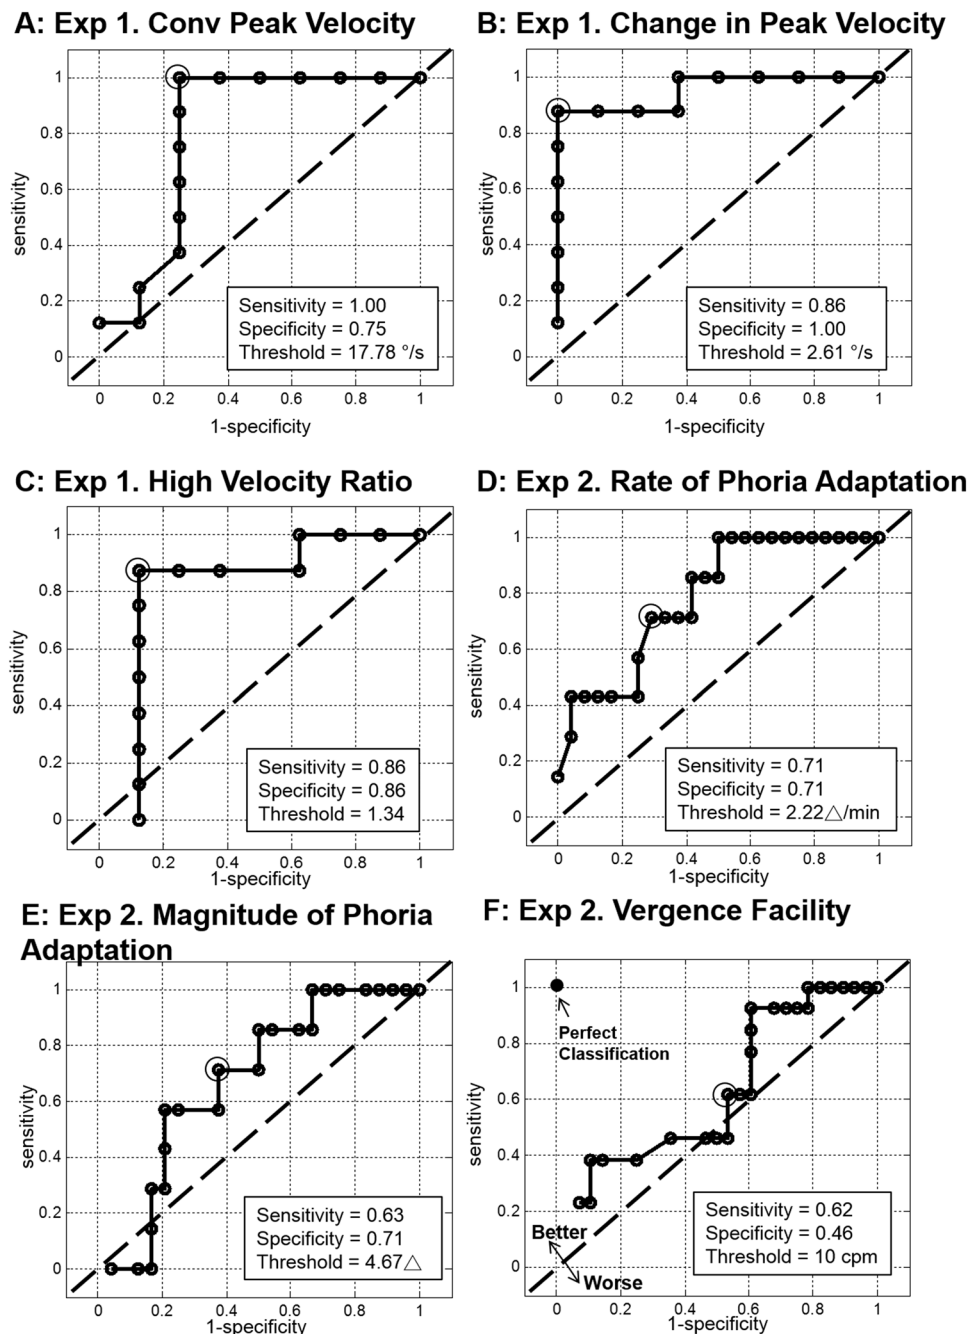 A: Exp 1. Conv Peak Velocity
1
0.8
0.6
0.4
0.2
0
sensitivity
Sensitivity = 1.00
Specificity = 0.75
Threshold = 17.78 °/s
0 0.2 0.4 0.6 0.8 1
1-specificity
B: Exp 1. Change in Peak Velocity
1
0.8
0.6
0.4
0.2
0
sensitivity
Sensitivity = 0.86
Specificity = 1.00
Threshold = 2.61 °/s
0 0.2 0.4 0.6 0.8 1
1-specificity
C: Exp 1. High Velocity Ratio
1
0.8
0.6
0.4
0.2
0
sensitivity
Sensitivity = 0.86
Specificity = 0.86
Threshold = 1.34
0 0.2 0.4 0.6 0.8 1
1-specificity
D: Exp 2. Rate of Phoria Adaptation
1
0.8
0.6
0.4
0.2
0
sensitivity
Sensitivity = 0.71
Specificity = 0.71
Threshold = 2.22△/min
0 0.2 0.4 0.6 0.8 1
1-specificity
E: Exp 2. Magnitude of Phoria
Adaptation
1
0.8
0.6
0.4
0.2
0
sensitivity
Sensitivity = 0.63
Specificity = 0.71
Threshold = 4.67△
0 0.2 0.4 0.6 0.8 1
1-specificity
F: Exp 2. Vergence Facility
1
0.8
0.6
0.4
0.2
0
sensitivity
Perfect
Classification
Better
Worse
Sensitivity = 0.62
Specificity = 0.46
Threshold = 10 cpm
0 0.2 0.4 0.6 0.8 1
1-specificity